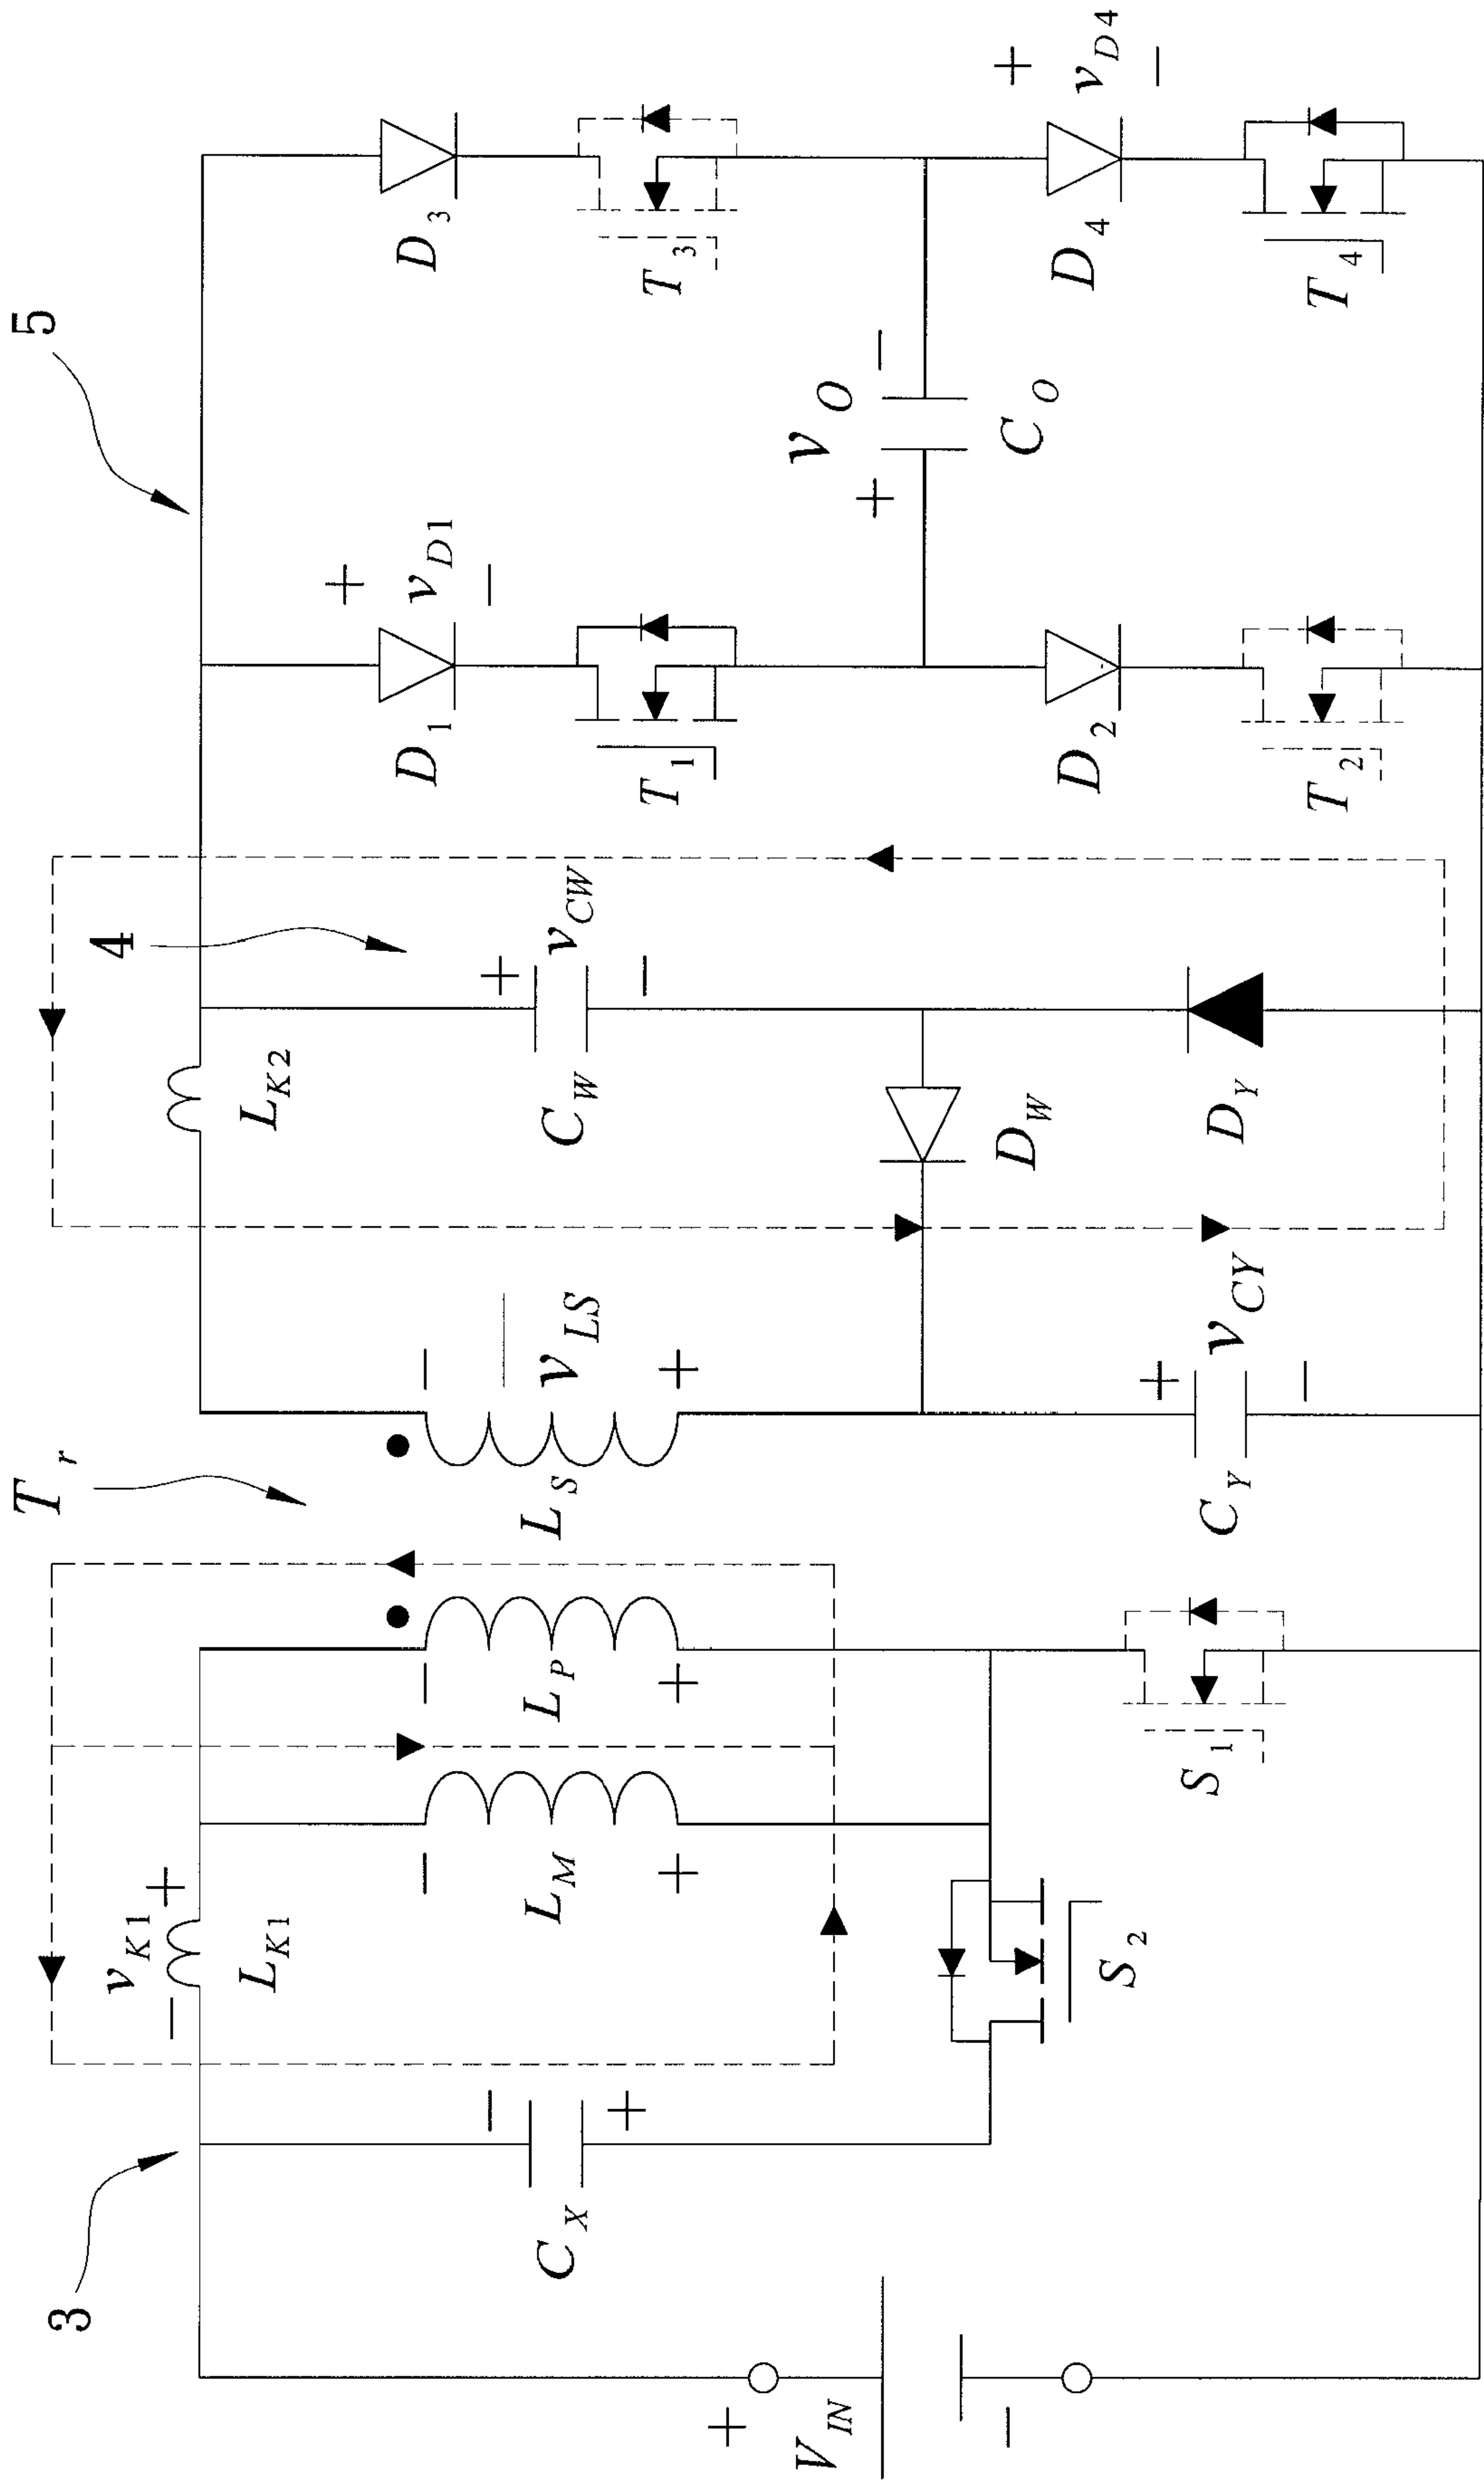 3
T r
4
5
v K1
L K1
L K2
C X
L M
L P
L S
v LS
C W
v CW
D 1
v D1
D 3
T 1
T 3
v O
C O
V IN
S 2
S 1
C Y
v CY
D W
D Y
D 2
T 2
D 4
v D4
T 4